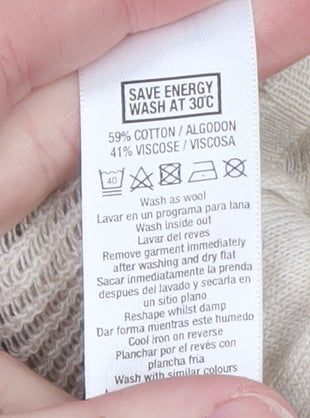 SAVE ENERGY
WASH AT 30°C
59% COTTON / ALGODON
41% VISCOSE / VISCOSA
40
Wash as wool
Lavar en un programa para lana
Wash inside out
Lavar del reves
Remove garment immediately
after washing and dry flat
Sacar inmediatamente la prenda
despues del lavado y secarla en
un sitio plano
Reshape whilst damp
Dar forma mientras este humedo
Cool iron on reverse
Planchar por el revés con
plancha fria
Wash with similar colours